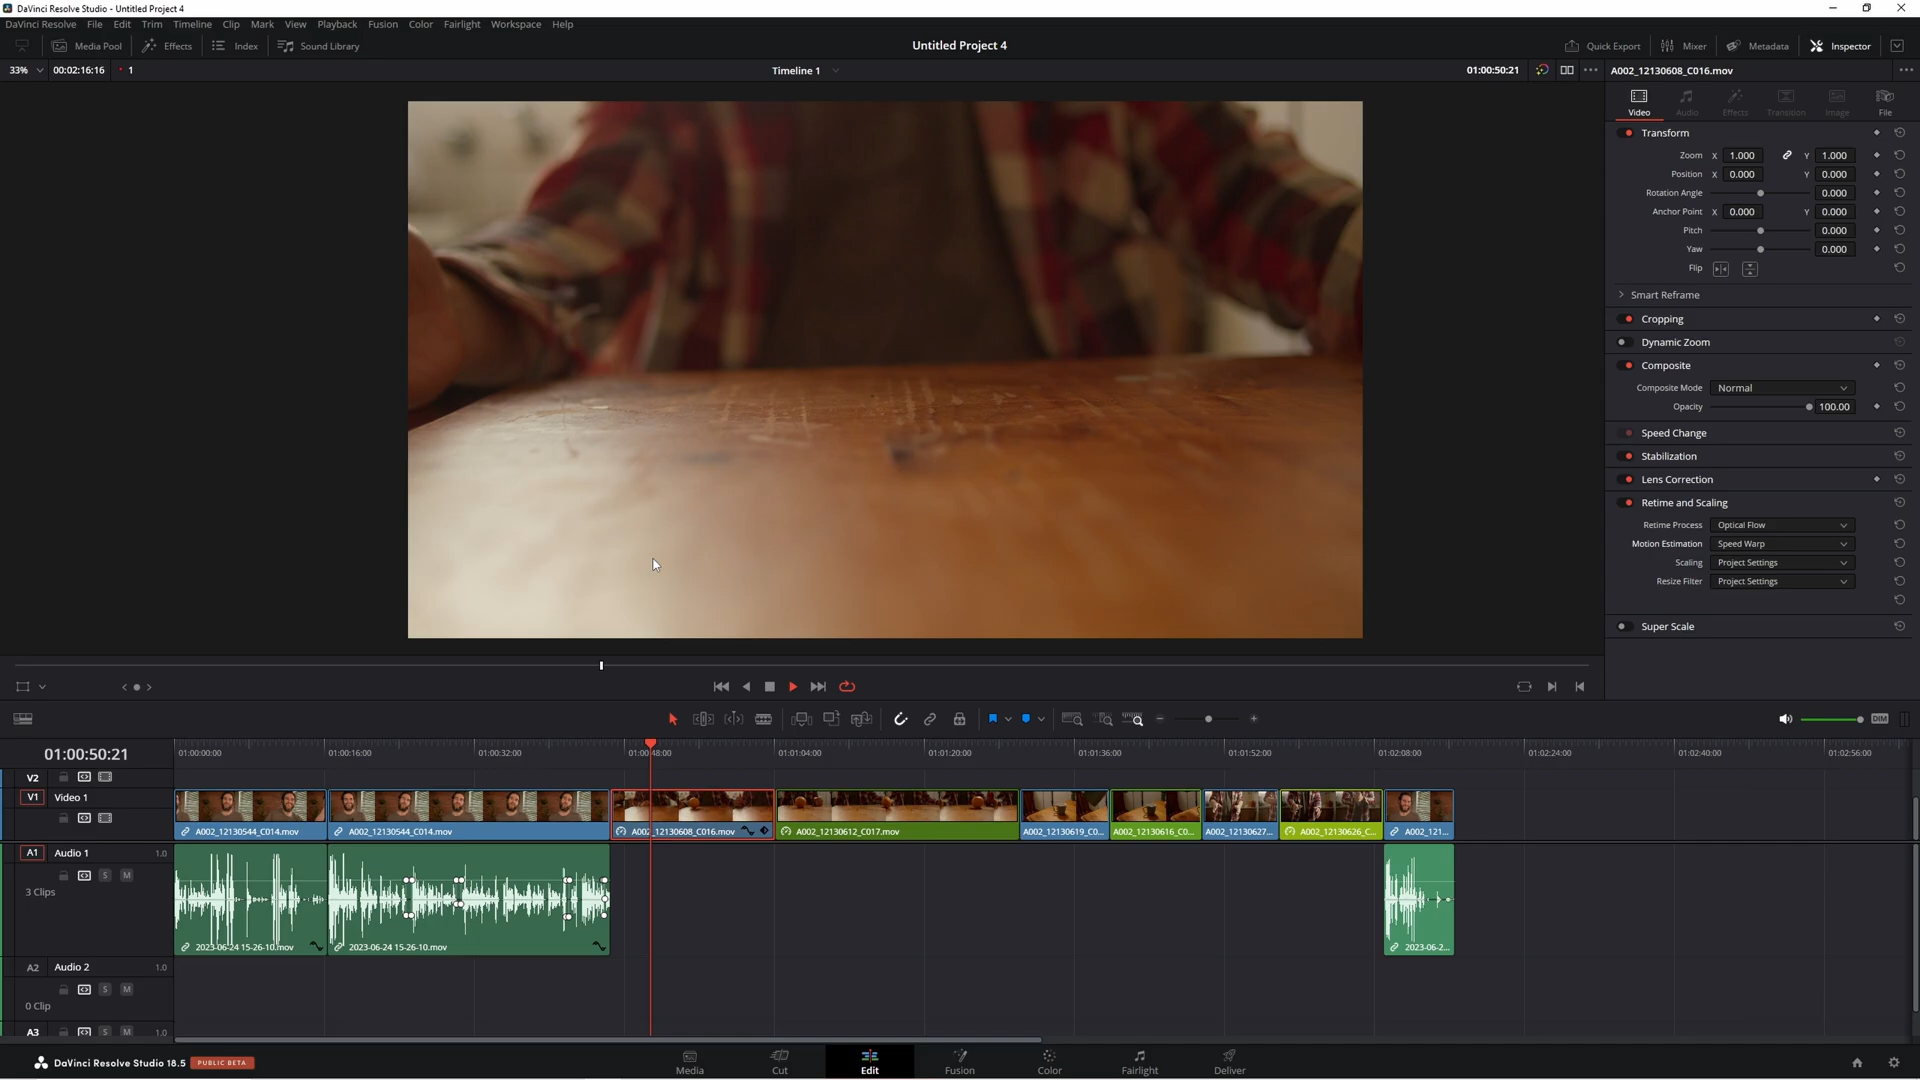 DaVinci Resolve Studio - Untitled Project 4
DaVinci Resolve File Edit Trim Timeline Clip Mark View Playback Fusion Color Fairlight Workspace Help
Media Pool Effects Index Sound Library Untitled Project 4 Quick Export Mixer Metadata Inspector
33% 00:02:16:16 1 Timeline 1 01:00:50:21 A002_12130608_C016.mov
Video Audio Effects Transition Image File
Transform
Zoom X 1.000 Y 1.000
Position X 0.000 Y 0.000
Rotation Angle 0.000
Anchor Point X 0.000 Y 0.000
Pitch 0.000
Yaw 0.000
Flip
Smart Reframe
Cropping
Dynamic Zoom
Composite
Composite Mode Normal
Opacity 100.00
Speed Change
Stabilization
Lens Correction
Retime and Scaling
Retime Process Optical Flow
Motion Estimation Speed Warp
Scaling Project Settings
Resize Filter Project Settings
Super Scale
DIM
01:00:50:21 01:00:00:00 01:00:16:00 01:00:32:00 01:00:48:00 01:01:04:00 01:01:20:00 01:01:36:00 01:01:52:00 01:02:08:00 01:02:24:00 01:02:40:00 01:02:56:00
V2
V1 Video 1
A002_12130544_C014.mov A002_12130544_C014.mov A002_12130608_C016.mov A002_12130612_C017.mov A002_12130619_C0... A002_12130616_C0... A002_12130627... A002_12130626_C... A002_121...
A1 Audio 1 1.0
S M
3 Clips
2023-06-24 15-26-10.mov 2023-06-24 15-26-10.mov 2023-06-2...
A2 Audio 2 1.0
S M
0 Clip
A3 S M 1.0
DaVinci Resolve Studio 18.5 PUBLIC BETA Media Cut Edit Fusion Color Fairlight Deliver